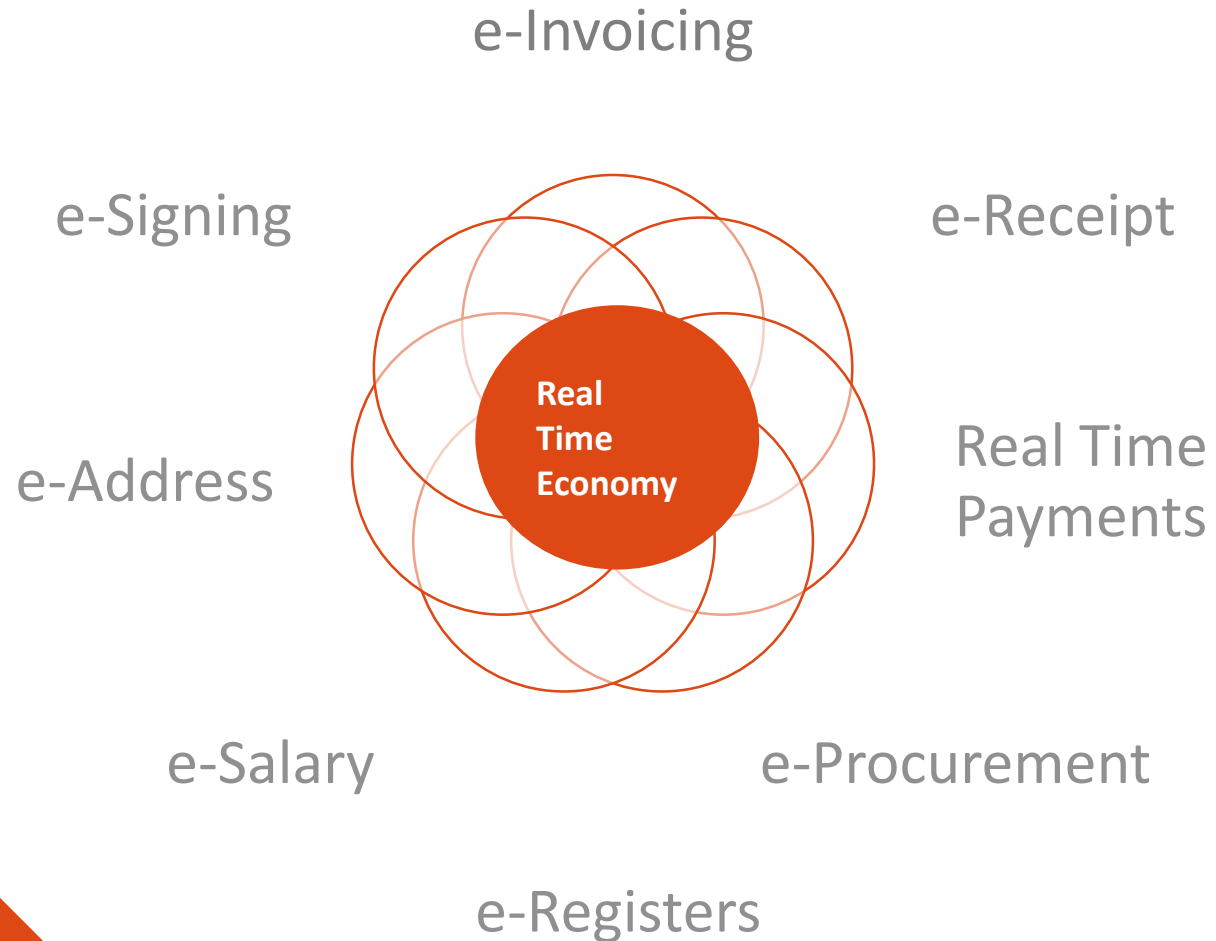 e-Invoicing
e-Signing
e-Receipt
Real
Time
Economy
Real Time
Payments
e-Address
e-Salary
e-Procurement
e-Registers